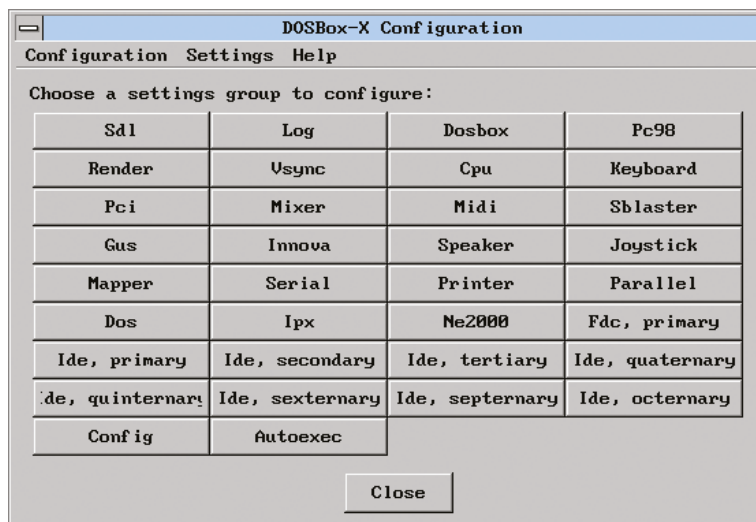 DOSBox-X Configuration
Configuration Settings Help
Choose a settings group to configure:
Sdl Log Dosbox Pc98
Render Vsync Cpu Keyboard
Pci Mixer Midi Sblaster
Gus Innova Speaker Joystick
Mapper Serial Printer Parallel
Dos Ipx Ne2000 Fdc, primary
Ide, primary Ide, secondary Ide, tertiary Ide, quaternary
de, quinternary Ide, sexternary Ide, septernary Ide, octernary
Config Autoexec
Close